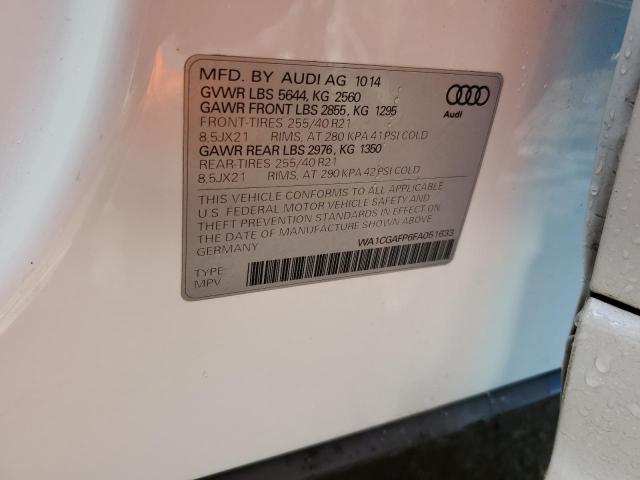 MFD. BY AUDI AG 10 14
GVWR LBS 5644, KG 2560
GAWR FRONT LBS 2855, KG 1295
FRONT-TIRES 255/40 R21
8,5JX21 RIMS, AT 280 KPA 41 PSI COLD
GAWR REAR LBS 2976, KG 1350
REAR-TIRES 255/40 R21
8,5JX21 RIMS, AT 290 KPA 42 PSI COLD
THIS VEHICLE CONFORMS TO ALL APPLICABLE
U.S. FEDERAL MOTOR VEHICLE SAFETY AND
THEFT PREVENTION STANDARDS IN EFFECT ON
THE DATE OF MANUFACTURE SHOWN ABOVE.
GERMANY
WA1CGAFP6FA051633
TYPE:
MPV
Audi